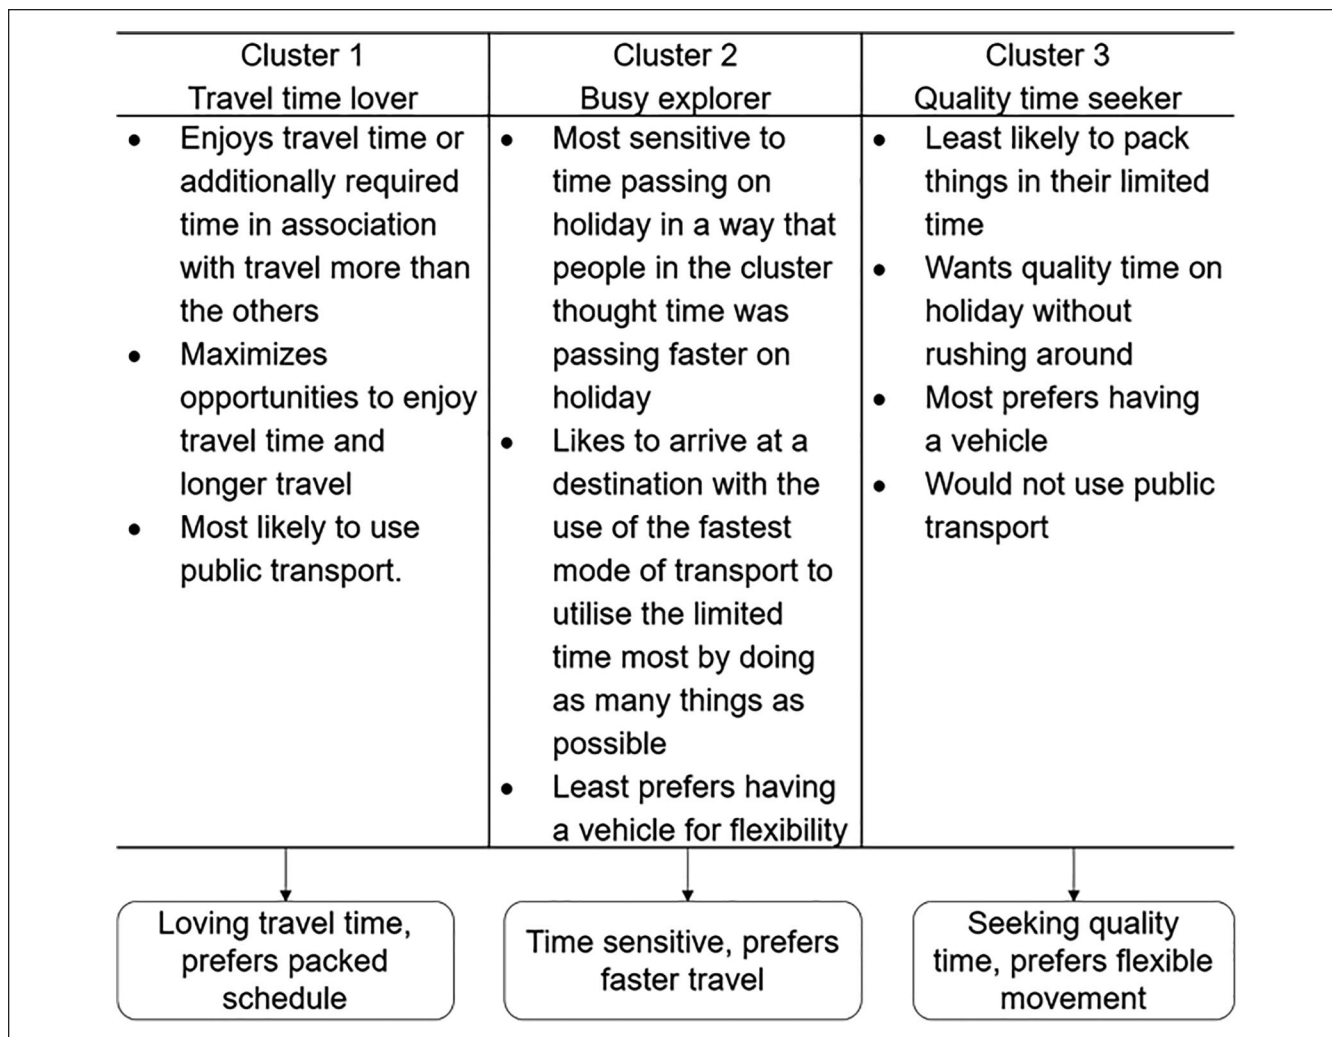 Cluster 1
Travel time lover
• Enjoys travel time or
additionally required
time in association
with travel more than
the others
• Maximizes
opportunities to enjoy
travel time and
longer travel
• Most likely to use
public transport.
Cluster 2
Busy explorer
• Most sensitive to
time passing on
holiday in a way that
people in the cluster
thought time was
passing faster on
holiday
• Likes to arrive at a
destination with the
use of the fastest
mode of transport to
utilise the limited
time most by doing
as many things as
possible
• Least prefers having
a vehicle for flexibility
Cluster 3
Quality time seeker
• Least likely to pack
things in their limited
time
• Wants quality time on
holiday without
rushing around
• Most prefers having
a vehicle
• Would not use public
transport
Loving travel time,
prefers packed
schedule
Time sensitive, prefers
faster travel
Seeking quality
time, prefers flexible
movement